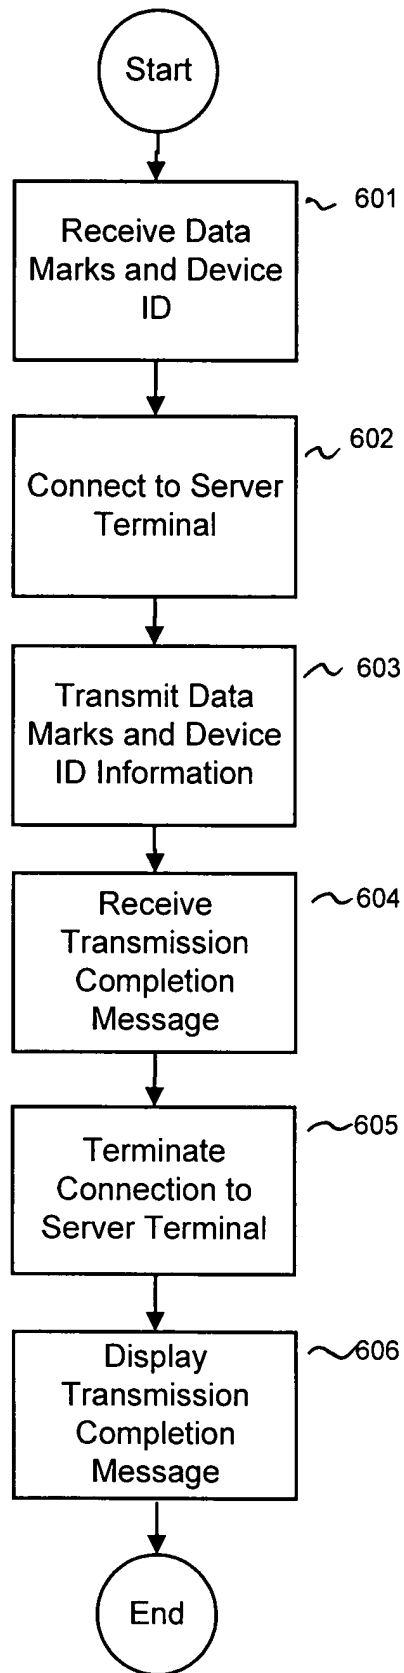 Start
601
Receive Data
Marks and Device
ID
602
Connect to Server
Terminal
603
Transmit Data
Marks and Device
ID Information
604
Receive
Transmission
Completion
Message
605
Terminate
Connection to
Server Terminal
606
Display
Transmission
Completion
Message
End